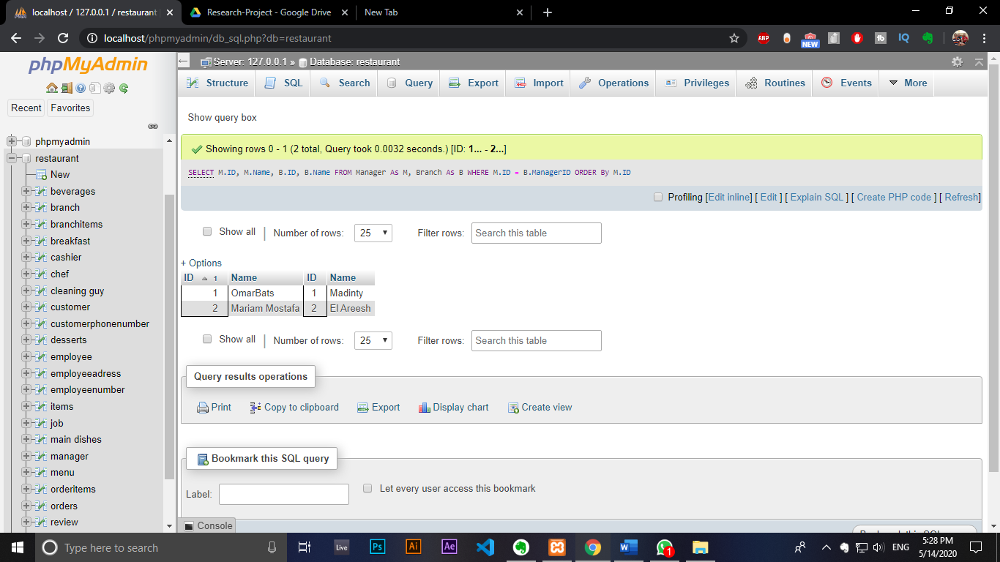 localhost / 127.0.0.1 / restaurant
Research-Project - Google Drive
New Tab
localhost/phpmyadmin/db_sql.php?db=restaurant
ABP
NEW
IQ
phpMyAdmin
Recent
Favorites
phpmyadmin
restaurant
New
beverages
branch
branchitems
breakfast
cashier
chef
cleaning guy
customer
customerphonenumber
desserts
employee
employeeadress
employeenumber
items
job
main dishes
manager
menu
orderitems
orders
review
Server: 127.0.0.1 » Database: restaurant
Structure SQL Search Query Export Import Operations Privileges Routines Events More
Show query box
Showing rows 0 - 1 (2 total, Query took 0.0032 seconds.) [ID: 1... - 2...]
SELECT M.ID, M.Name, B.ID, B.Name FROM Manager As M, Branch As B WHERE M.ID = B.ManagerID ORDER By M.ID
Profiling [Edit inline] [ Edit ] [ Explain SQL ] [ Create PHP code ] [ Refresh]
Show all | Number of rows: 25 Filter rows: Search this table
+ Options
ID 1 Name ID Name
1 OmarBats 1 Madinty
2 Mariam Mostafa 2 El Areesh
Show all | Number of rows: 25 Filter rows: Search this table
Query results operations
Print Copy to clipboard Export Display chart Create view
Bookmark this SQL query
Label: Let every user access this bookmark
Console
Type here to search
Live
Ps
Ai
Ae
1
ENG
5:28 PM
5/14/2020